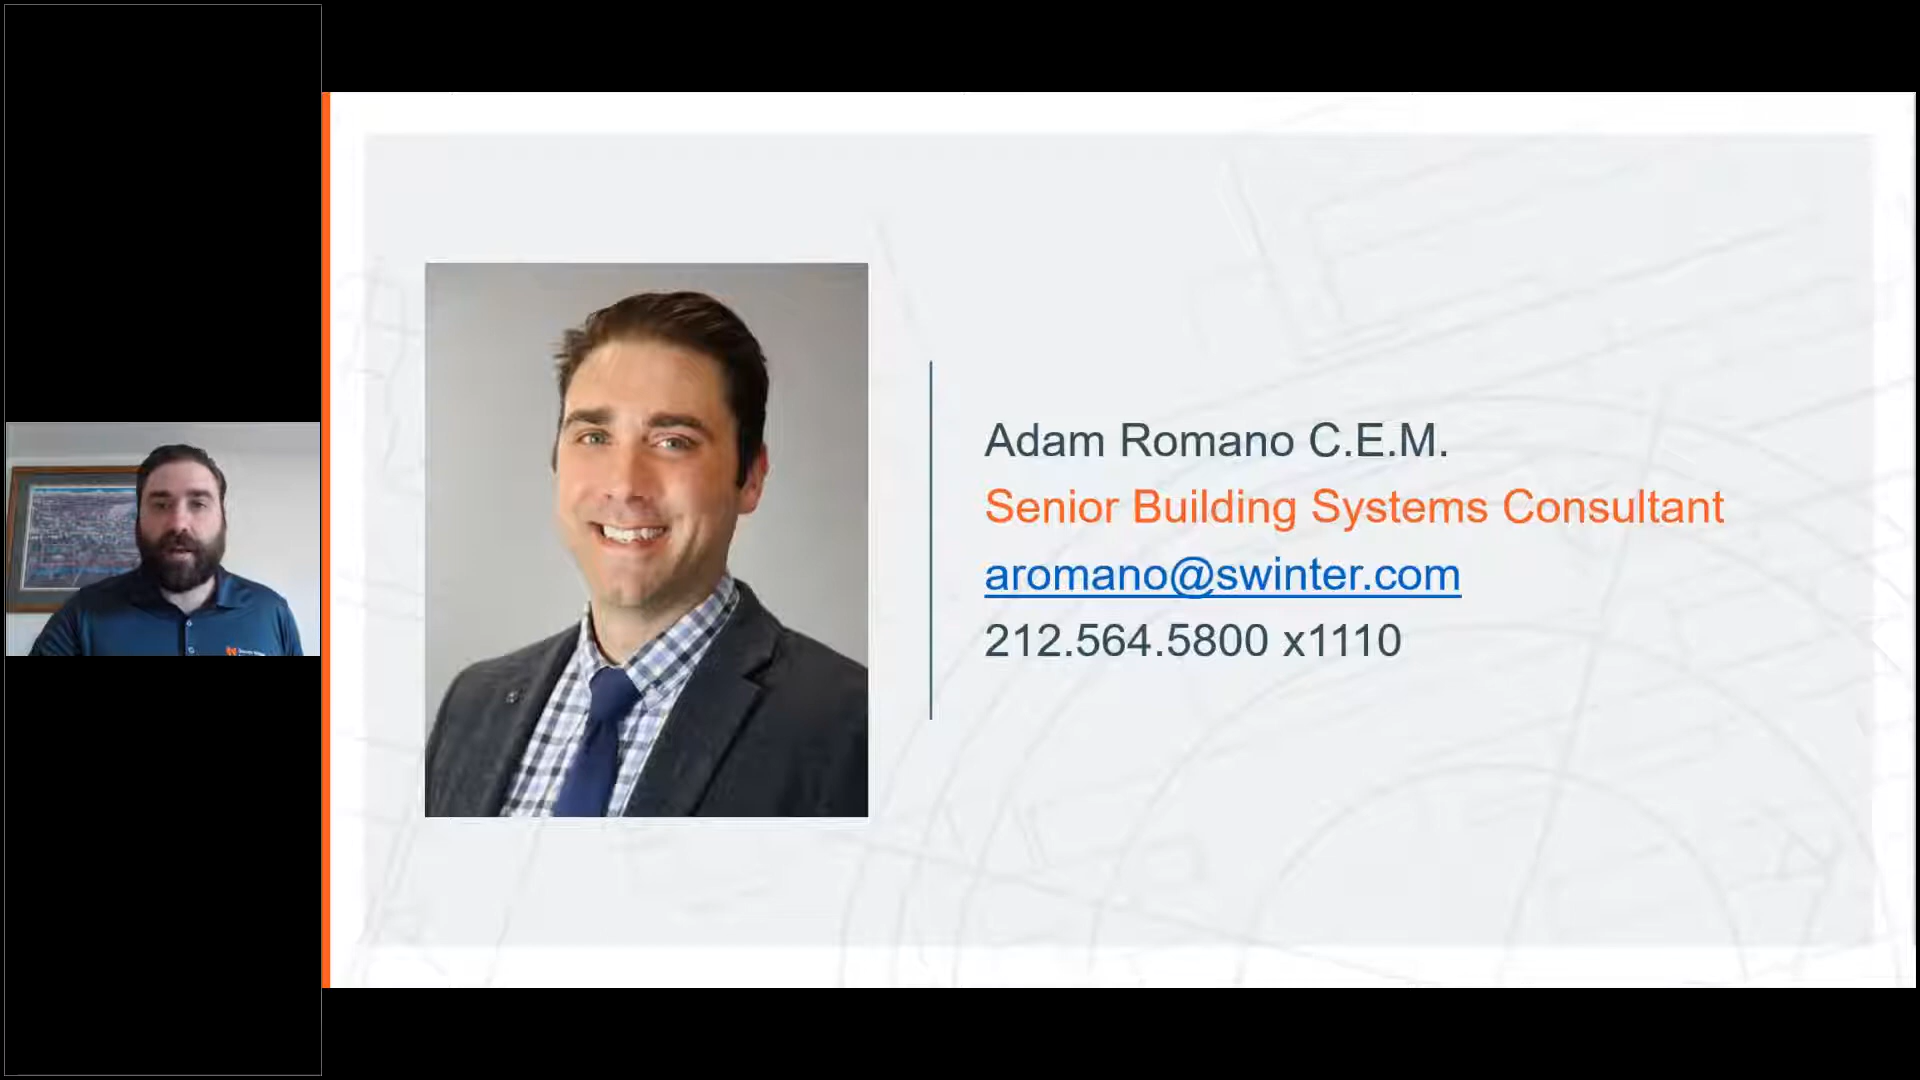 Adam Romano C.E.M.
Senior Building Systems Consultant
aromano@swinter.com
212.564.5800 x1110